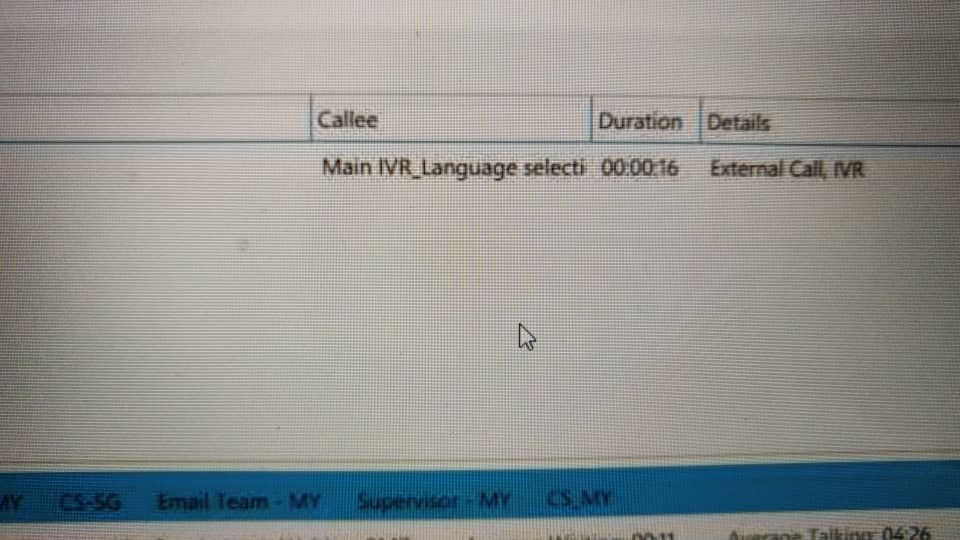 Callee Duration Details
Main IVR_Language selecti 00:00:16 External Call, IVR
MY CS-SG Email Team - MY Supervisor - MY CS_MY
00:11 Average Talking: 04:26